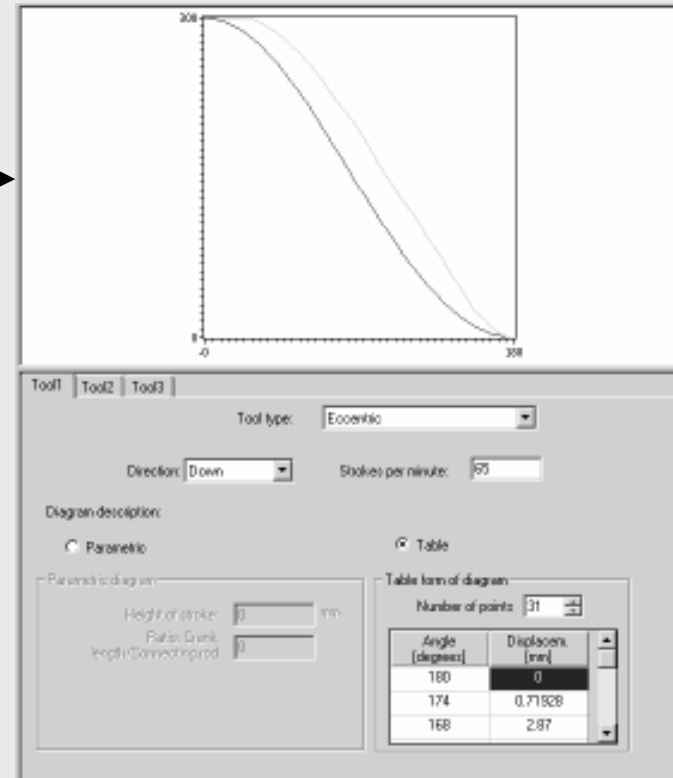 300
0
-0
180
Tool1 Tool2 Tool3
Tool type: Eccentric
Direction: Down Strokes per minute: 65
Diagram description:
Parametric Table
Parametric diagram Table form of diagram
Number of points 31
Height of stroke: 0 mm
Ratio: Crank
length/Connecting rod 0
Angle Displacem.
[degrees] [mm]
180 0
174 0.71928
168 2.87